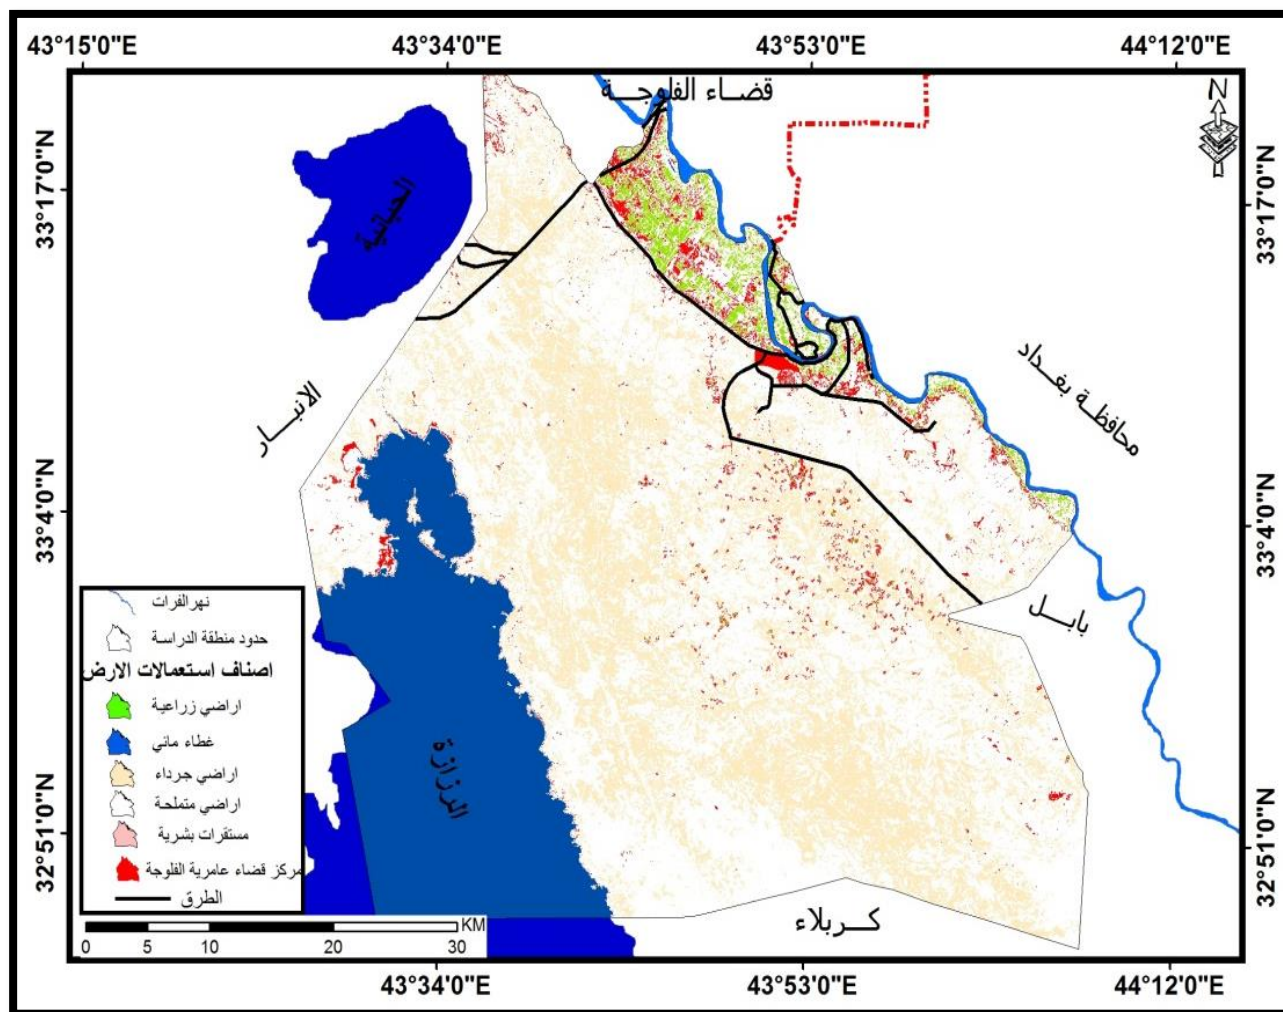 43°15'0"E 43°34'0"E 43°53'0"E 44°12'0"E
قضاء الفلوجة
N
33°17'0"N
33°17'0"N
الحبانية
محافظة بغداد
الانبار
33°4'0"N
33°4'0"N
بابل
الرزازة
32°51'0"N
32°51'0"N
كربلاء
نهرالفرات
حدود منطقة الدراسة
اصناف استعمالات الارض
اراضي زراعية
غطاء مائي
اراضي جرداء
اراضي متملحة
مستقرات بشرية
مركز قضاء عامرية الفلوجة
الطرق
KM
0 5 10 20 30
43°34'0"E 43°53'0"E 44°12'0"E